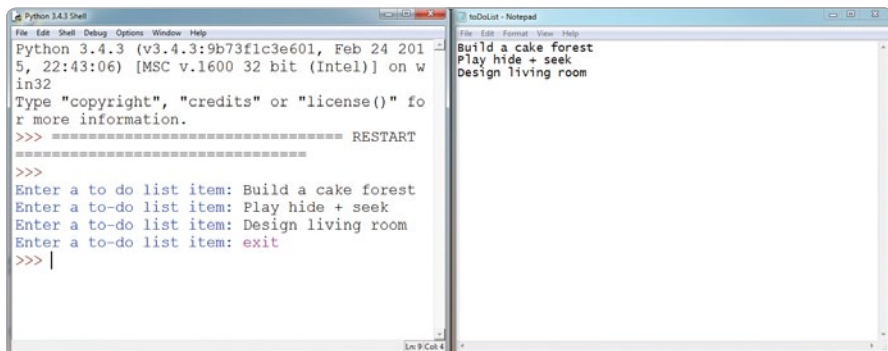 Python 3.4.3 Shell
File Edit Shell Debug Options Window Help
Python 3.4.3 (v3.4.3:9b73f1c3e601, Feb 24 201
5, 22:43:06) [MSC v.1600 32 bit (Intel)] on w
in32
Type "copyright", "credits" or "license()" fo
r more information.
>>> ================================ RESTART
================================
>>>
Enter a to do list item: Build a cake forest
Enter a to-do list item: Play hide + seek
Enter a to-do list item: Design living room
Enter a to-do list item: exit
>>>
Ln: 9 Col: 4
toDoList - Notepad
File Edit Format View Help
Build a cake forest
Play hide + seek
Design living room